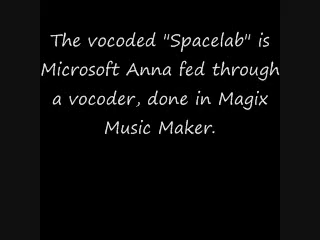 The vocoded "Spacelab" is
Microsoft Anna fed through
a vocoder, done in Magix
Music Maker.